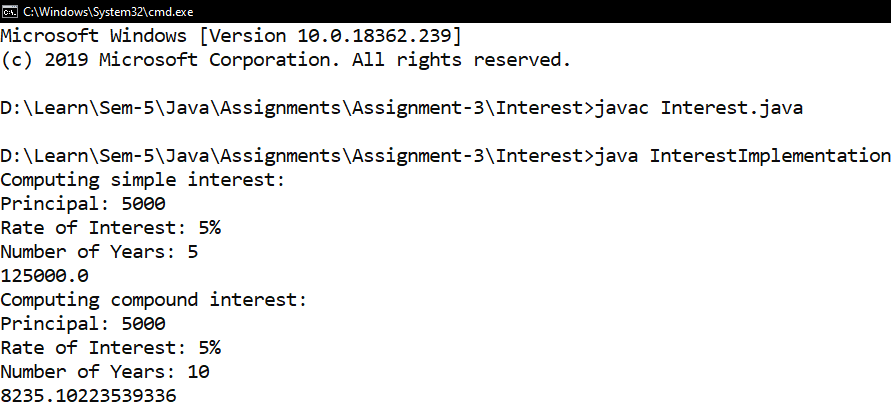 C:\Windows\System32\cmd.exe
Microsoft Windows [Version 10.0.18362.239]
(c) 2019 Microsoft Corporation. All rights reserved.
D:\Learn\Sem-5\Java\Assignments\Assignment-3\Interest>javac Interest.java
D:\Learn\Sem-5\Java\Assignments\Assignment-3\Interest>java InterestImplementation
Computing simple interest:
Principal: 5000
Rate of Interest: 5%
Number of Years: 5
125000.0
Computing compound interest:
Principal: 5000
Rate of Interest: 5%
Number of Years: 10
8235.10223539336